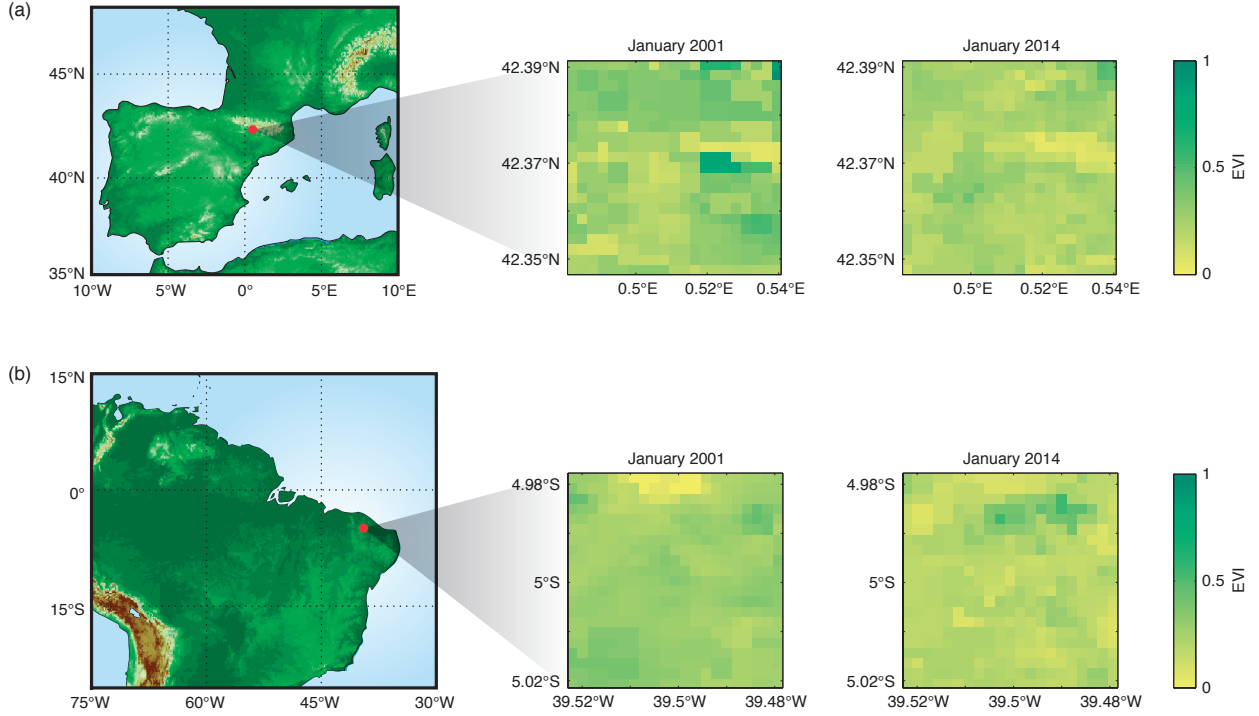 (a)
45°N
40°N
35°N
10°W 5°W 0°E 5°E 10°E
January 2001
42.39°N
42.37°N
42.35°N
0.5°E 0.52°E 0.54°E
January 2014
42.39°N
42.37°N
42.35°N
0.5°E 0.52°E 0.54°E
1
0.5
0
EVI
(b)
15°N
0°
15°S
75°W 60°W 45°W 30°W
January 2001
4.98°S
5°S
5.02°S
39.52°W 39.5°W 39.48°W
January 2014
4.98°S
5°S
5.02°S
39.52°W 39.5°W 39.48°W
1
0.5
0
EVI